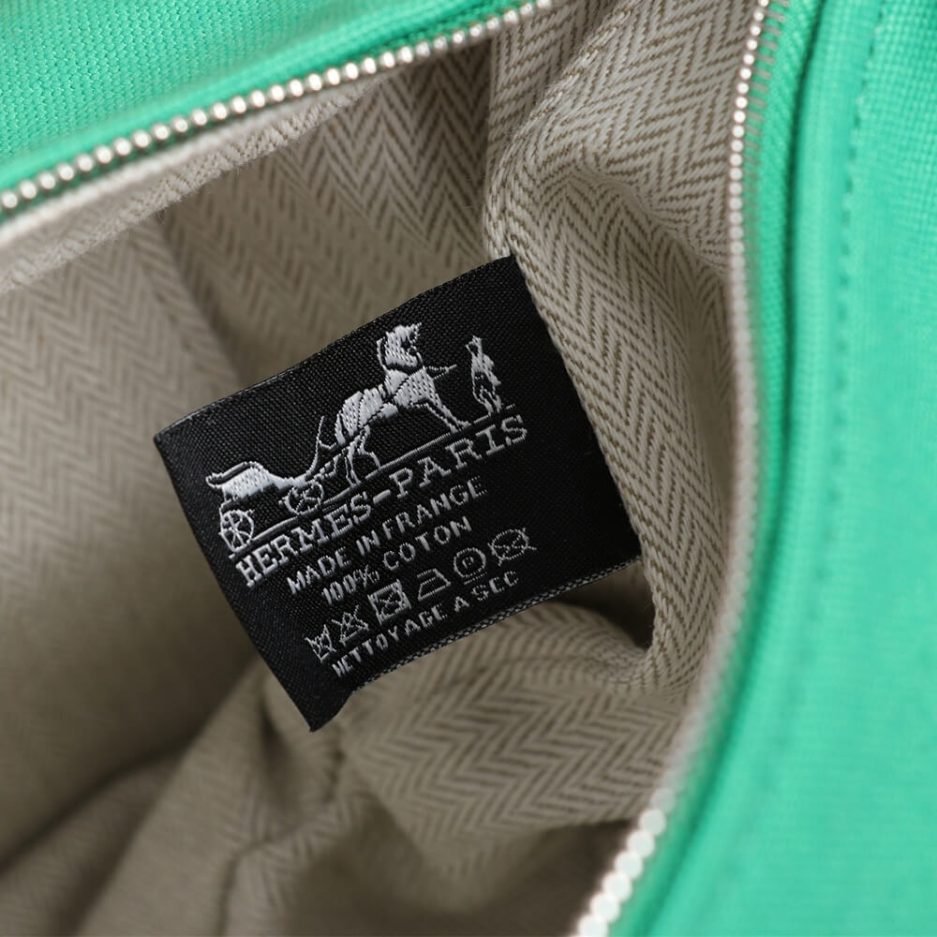 HERMES-PARIS
MADE IN FRANCE
100% COTON
NETTOYAGE A SEC